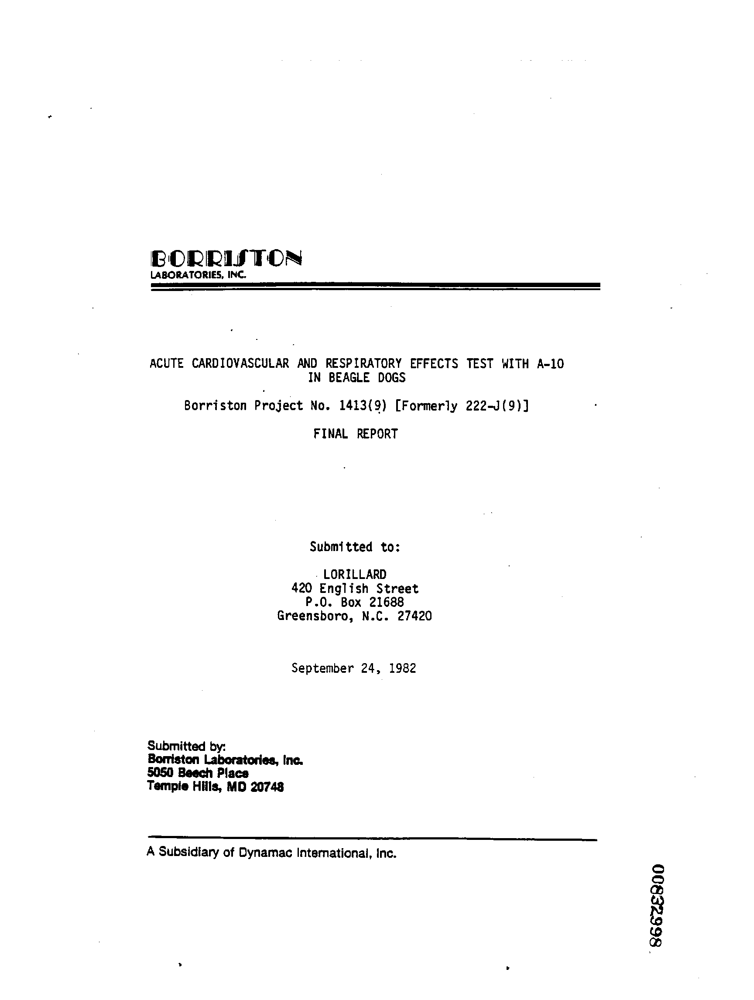 BORRISTON
LABORATORIES, INC.
ACUTE CARDIOVASCULAR AND RESPIRATORY EFFECTS TEST WITH A-10
IN BEAGLE DOGS
Borriston Project No. 1413(9) [Formerly 222-J(9)]
FINAL REPORT
Submitted to:
LORILLARD
420 English Street
P.O. Box 21688
Greensboro, N.C. 27420
September 24, 1982
Submitted by:
Borriston Laboratories, Inc.
5050 Beech Place
Temple Hills, MD 20748
A Subsidiary of Dynamac International, Inc.
00832998